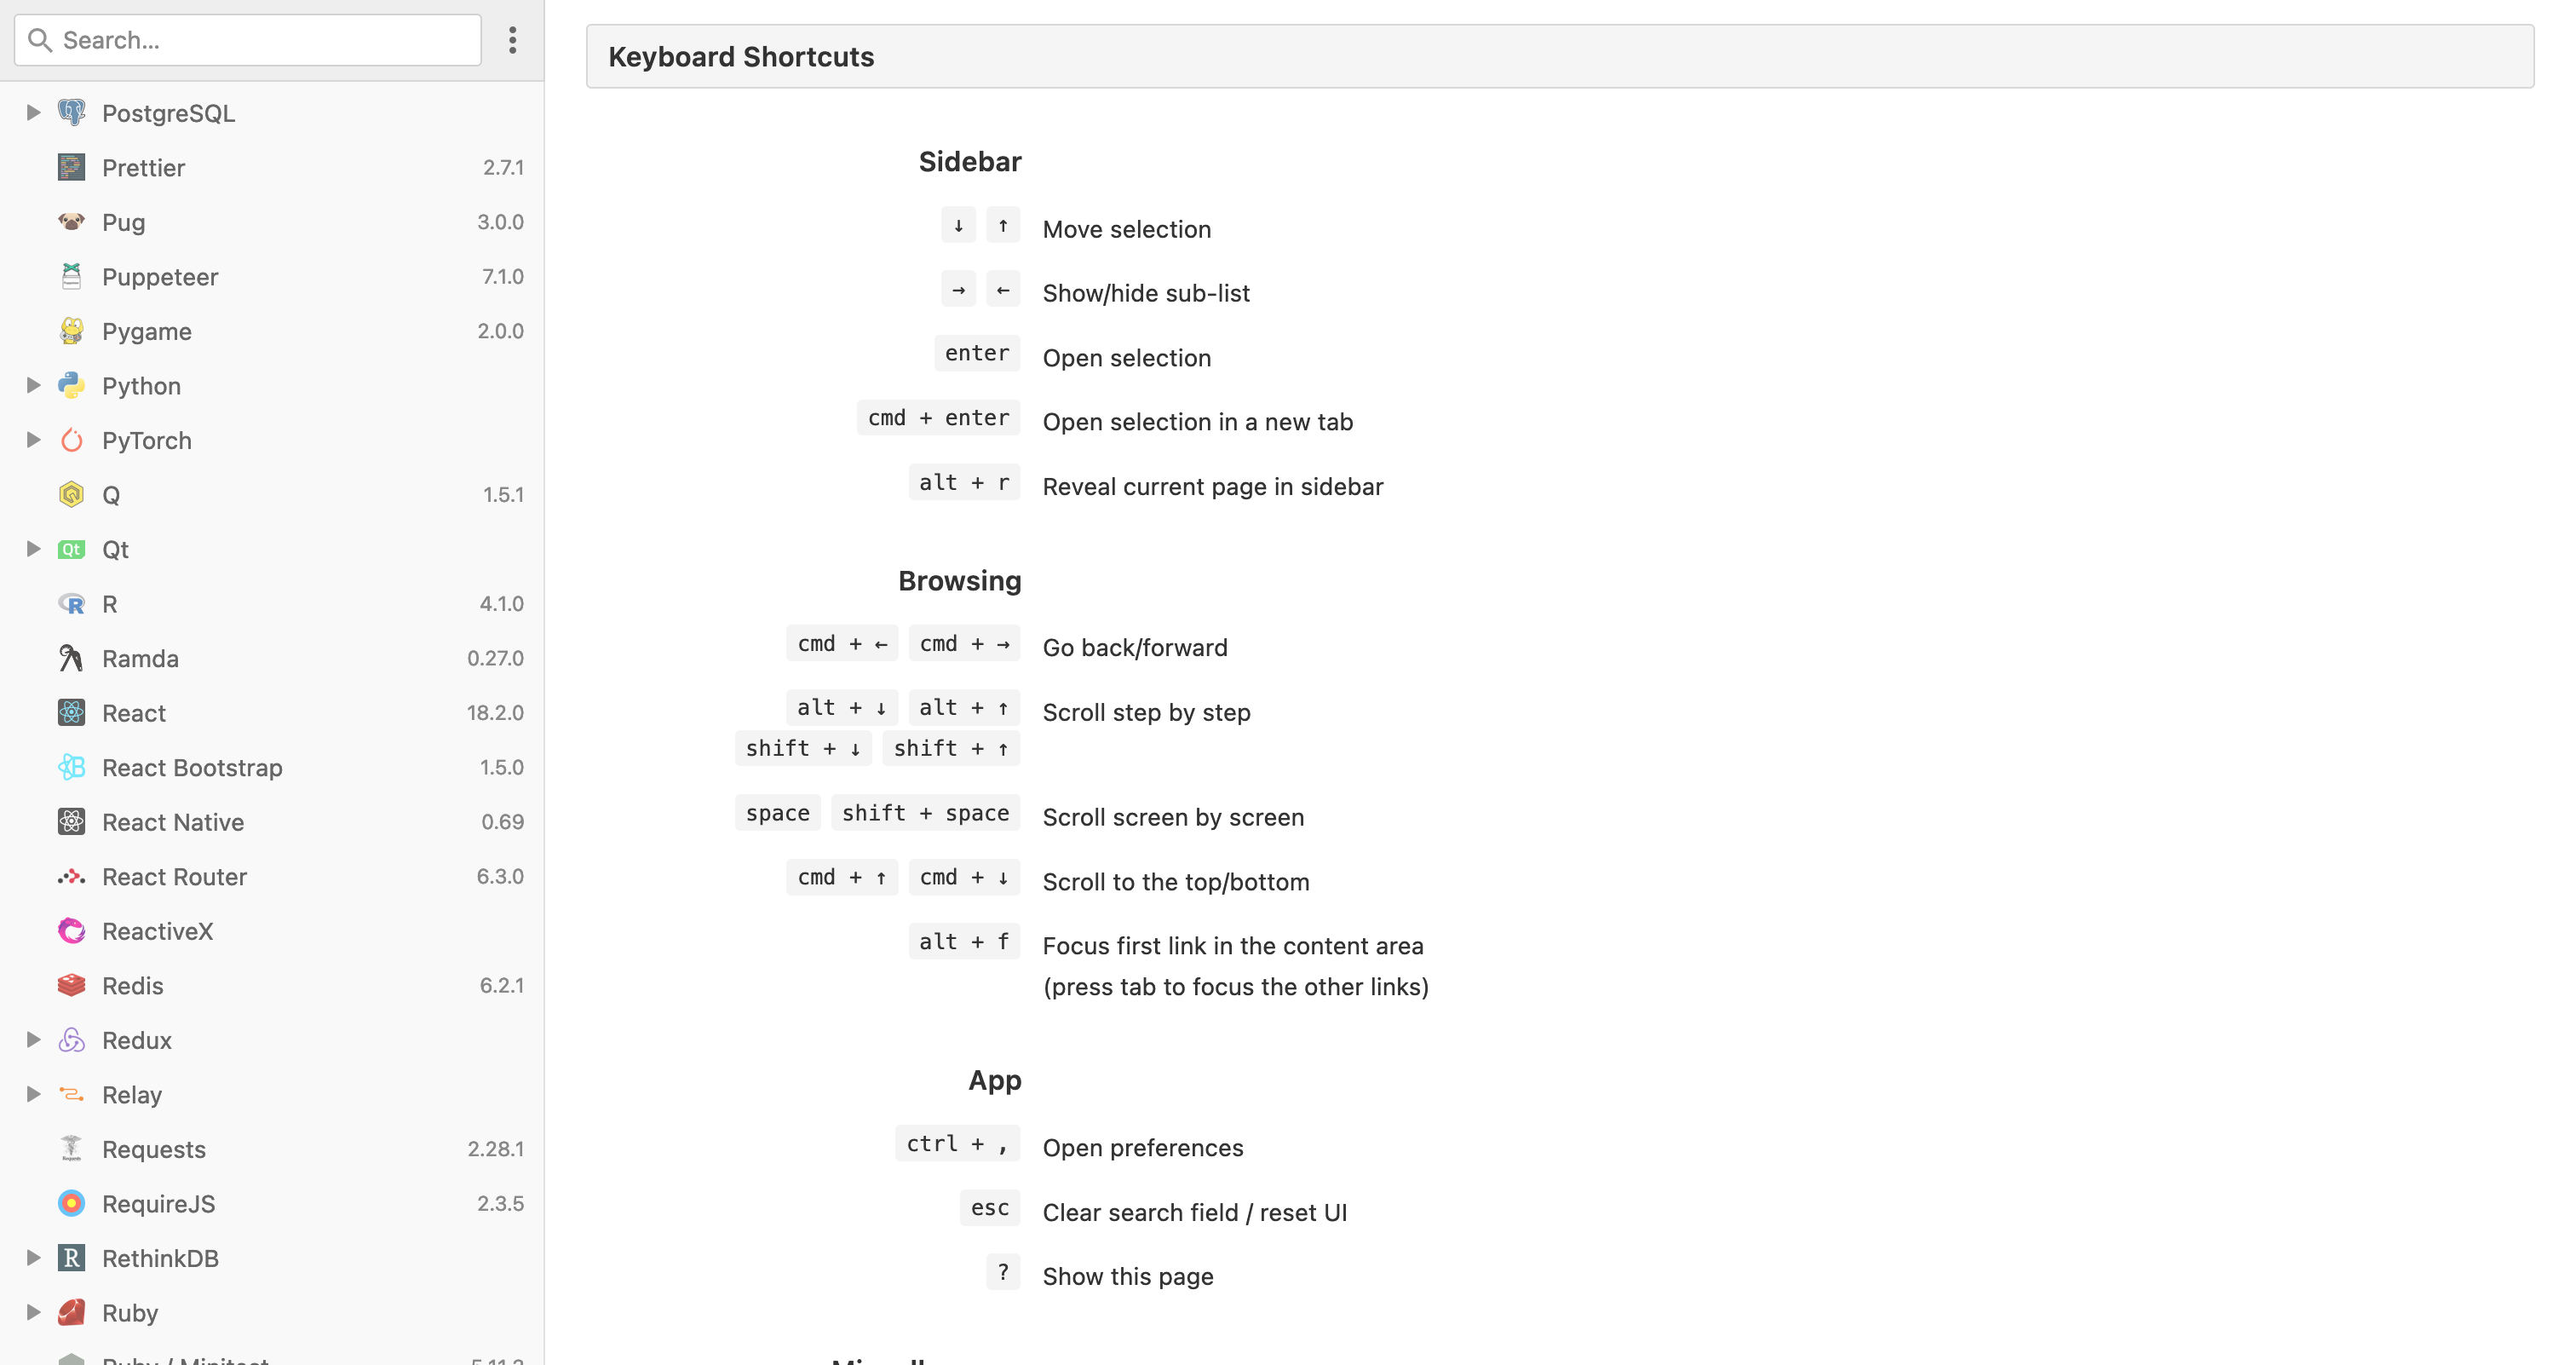 Search...
PostgreSQL
Prettier 2.7.1
Pug 3.0.0
Puppeteer 7.1.0
Pygame 2.0.0
Python
PyTorch
Q 1.5.1
Qt Qt
R 4.1.0
Ramda 0.27.0
React 18.2.0
React Bootstrap 1.5.0
React Native 0.69
React Router 6.3.0
ReactiveX
Redis 6.2.1
Redux
Relay
Requests 2.28.1
RequireJS 2.3.5
R RethinkDB
Ruby
Ruby / Minitest 5.11.3
Keyboard Shortcuts
Sidebar
↓ ↑ Move selection
→ ← Show/hide sub-list
enter Open selection
cmd + enter Open selection in a new tab
alt + r Reveal current page in sidebar
Browsing
cmd + ← cmd + → Go back/forward
alt + ↓ alt + ↑ Scroll step by step
shift + ↓ shift + ↑
space shift + space Scroll screen by screen
cmd + ↑ cmd + ↓ Scroll to the top/bottom
alt + f Focus first link in the content area
(press tab to focus the other links)
App
ctrl + , Open preferences
esc Clear search field / reset UI
? Show this page